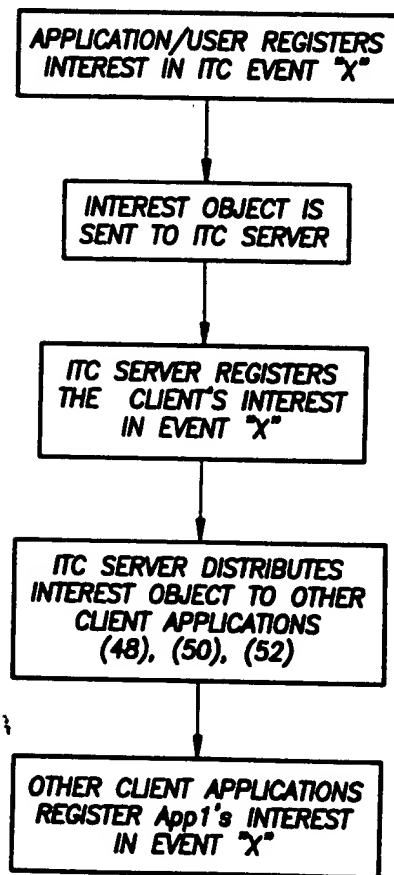 APPLICATION/USER REGISTERS
INTEREST IN ITC EVENT "X"
INTEREST OBJECT IS
SENT TO ITC SERVER
ITC SERVER REGISTERS
THE CLIENT'S INTEREST
IN EVENT "X"
ITC SERVER DISTRIBUTES
INTEREST OBJECT TO OTHER
CLIENT APPLICATIONS
(48), (50), (52)
OTHER CLIENT APPLICATIONS
REGISTER App1's INTEREST
IN EVENT "X"